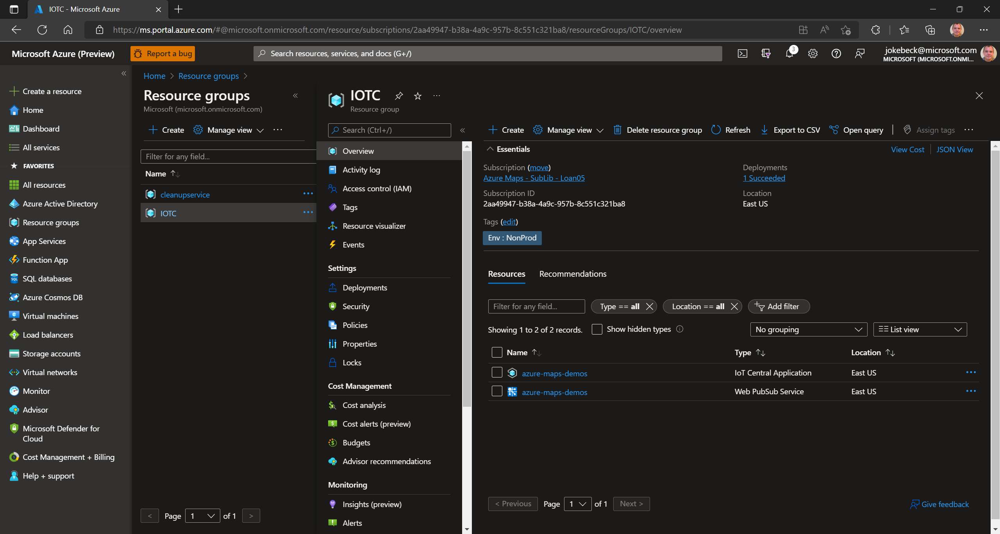 IOTC - Microsoft Azure
https://ms.portal.azure.com/#@microsoft.onmicrosoft.com/resource/subscriptions/2aa49947-b38a-4a9c-957b-8c551c321ba8/resourceGroups/IOTC/overview
Microsoft Azure (Preview)
Report a bug
Search resources, services, and docs (G+/)
3
jokebeck@microsoft.com
MICROSOFT (MICROSOFT.ONMI...
Create a resource
Home
Dashboard
All services
FAVORITES
All resources
Azure Active Directory
Resource groups
App Services
Function App
SQL databases
Azure Cosmos DB
Virtual machines
Load balancers
Storage accounts
Virtual networks
Monitor
Advisor
Microsoft Defender for
Cloud
Cost Management + Billing
Help + support
Home > Resource groups >
Resource groups
Microsoft (microsoft.onmicrosoft.com)
Create Manage view ...
Filter for any field...
Name
cleanupservice ...
IOTC ...
< Page 1 of 1 >
IOTC
Resource group
Search (Ctrl+/)
Overview
Activity log
Access control (IAM)
Tags
Resource visualizer
Events
Settings
Deployments
Security
Policies
Properties
Locks
Cost Management
Cost analysis
Cost alerts (preview)
Budgets
Advisor recommendations
Monitoring
Insights (preview)
Alerts
Create Manage view Delete resource group Refresh Export to CSV Open query | Assign tags ...
Essentials
View Cost | JSON View
Subscription (move)
Azure Maps - SubLib - Loan05
Subscription ID
2aa49947-b38a-4a9c-957b-8c551c321ba8
Deployments
1 Succeeded
Location
East US
Tags (edit)
Env : NonProd
Resources Recommendations
Filter for any field... Type == all Location == all Add filter
Showing 1 to 2 of 2 records. Show hidden types No grouping List view
Name Type Location
azure-maps-demos IoT Central Application East US ...
azure-maps-demos Web PubSub Service East US ...
< Previous Page 1 of 1 Next >
Give feedback